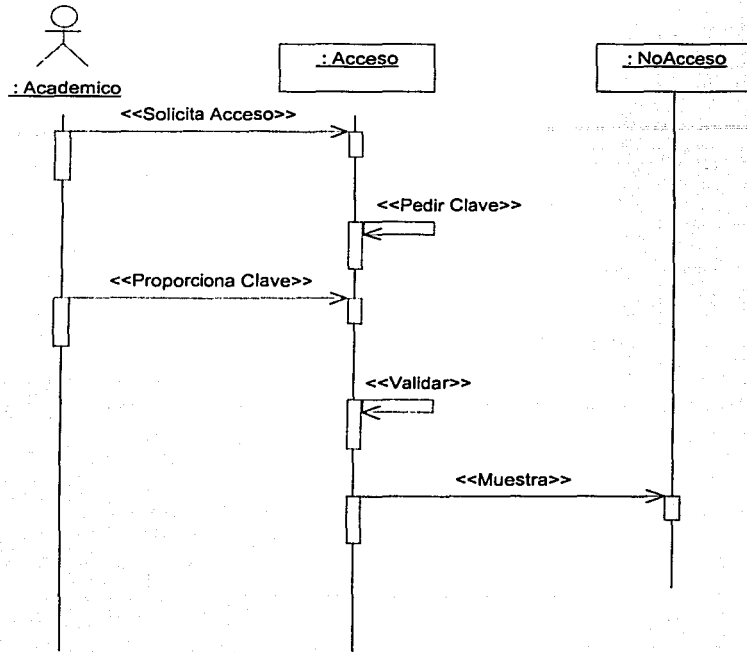 : Academico
: Acceso
: NoAcceso
<<Solicita Acceso>>
<<Pedir Clave>>
<<Proporciona Clave>>
<<Validar>>
<<Muestra>>